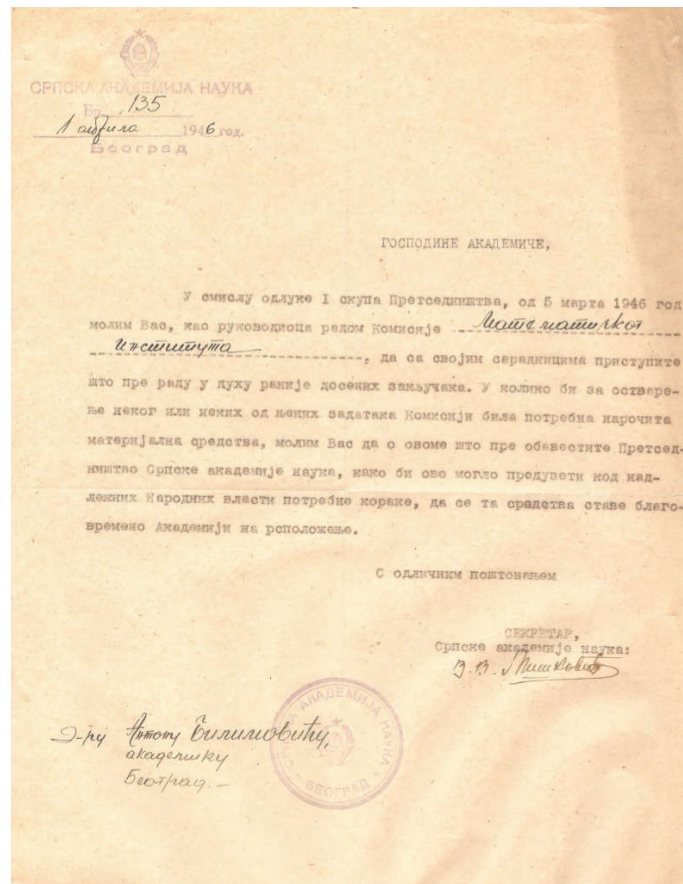 СРПСКА АКАДЕМИЈА НАУКА
Бр. 135
1 априла 1946 год.
Београд
ГОСПОДИНЕ АКАДЕМИЧЕ,
У смислу одлуке I скупа Претседништва, од 5 марта 1946 год
молим Вас, као руководиоца радом Комисије Математичког
Института, да са својим сарадницима приступите
што пре раду у духу раније досених закључака. У колико би за остваре-
ње неког или неких од њених задатака Комисији била потребна нарочита
материјална средства, молим Вас да о овоме што пре обавестите Претсед-
ништво Српске академије наука, како би ово могло предузети код над-
лежних Народних власти потребне кораке, да се та средства ставе благо-
времено Академији на рсположење.
С одличним поштовањем
СЕКРЕТАР,
Српске академије наука:
З.В.
СРПСКА АКАДЕМИЈА НАУКА
БЕОГРАД
Д-ру Антону Билимовићу,
академику
Београд.–